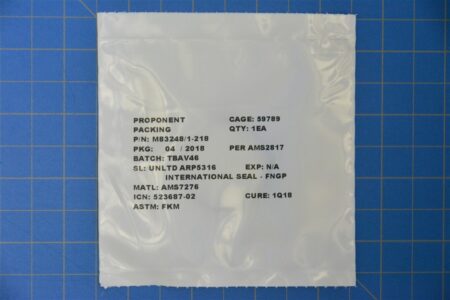 PROPONENT CAGE: 59789
PACKING QTY: 1EA
P/N: M83248/1-218
PKG: 04 / 2018 PER AMS2817
BATCH: TBAV46
SL: UNLTD ARP5316 EXP: N/A
INTERNATIONAL SEAL - FNGP
MATL: AMS7276
ICN: 523687-02 CURE: 1Q18
ASTM: FKM